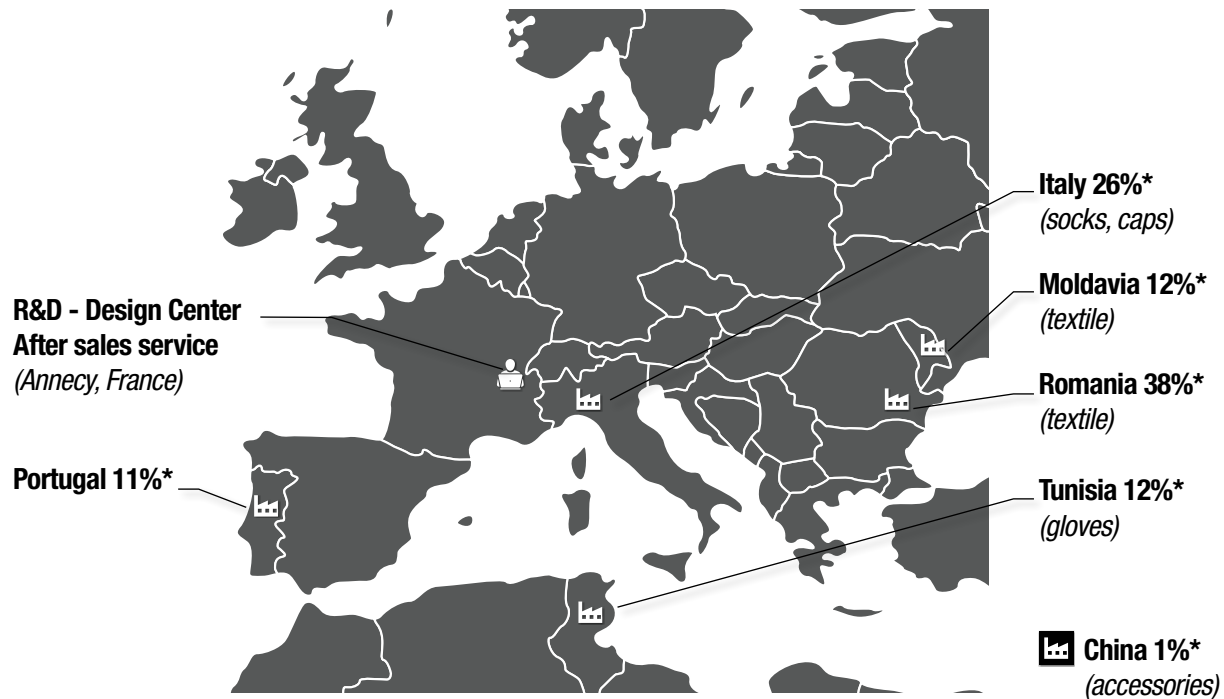 Italy 26%*
(socks, caps)
Moldavia 12%*
(textile)
R&D - Design Center
After sales service
(Annecy, France)
Romania 38%*
(textile)
Portugal 11%*
Tunisia 12%*
(gloves)
China 1%*
(accessories)